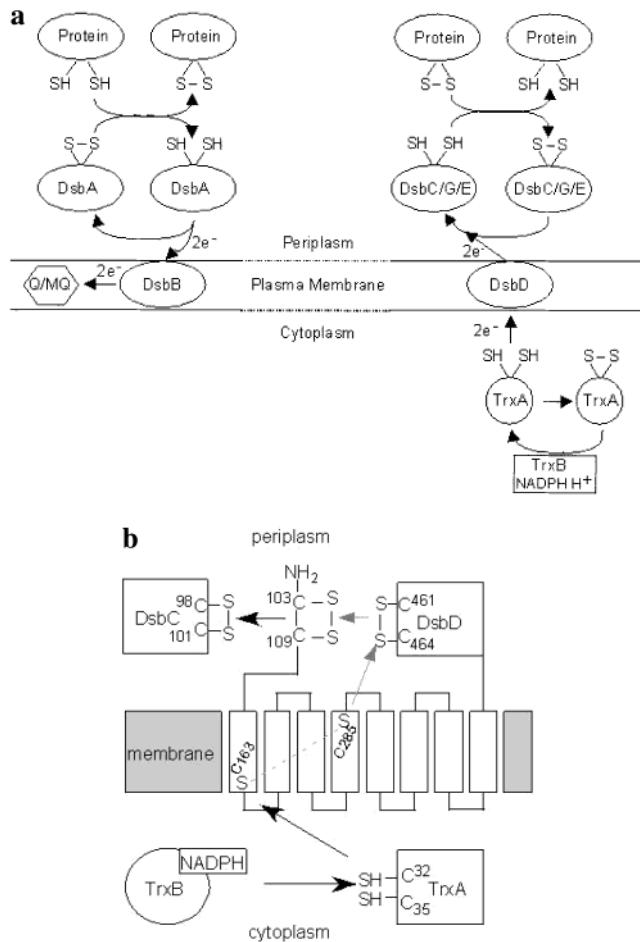 a
Protein Protein Protein Protein
SH SH S-S S-S SH SH
S-S SH SH SH SH S-S
DsbA DsbA DsbC/G/E DsbC/G/E
2e- Periplasm 2e-
Q/MQ 2e- DsbB Plasma Membrane DsbD
Cytoplasm 2e-
SH SH S-S
TrxA TrxA
TrxB
NADPH H+
b
periplasm
NH2
DsbC 98 C S 103 C S S C 461 DsbD
101 C S 109 C S S C 464
membrane C163 S S C285
NADPH
TrxB SH C 32 TrxA
SH C 35
cytoplasm